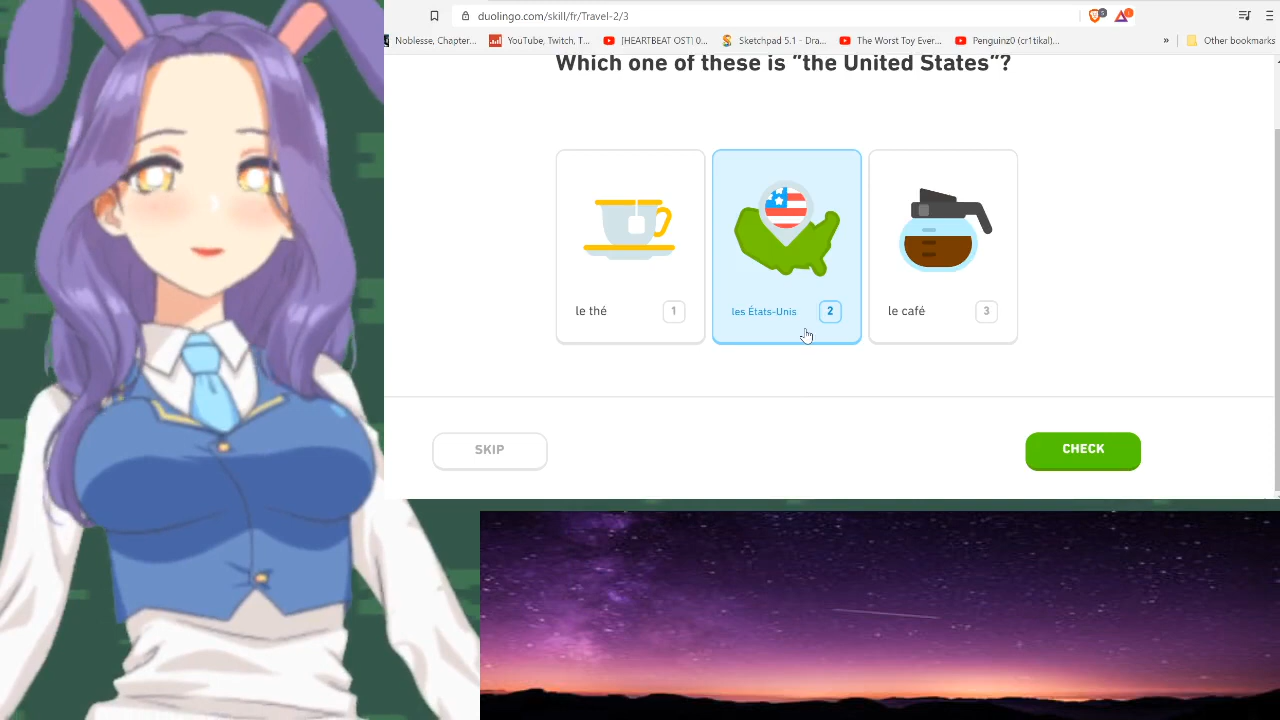 duolingo.com/skill/fr/Travel-2/3
Noblesse, Chapter... YouTube, Twitch, T... [HEARTBEAT OST] 0... Sketchpad 5.1 - Dr... The Worst Toy Ever... Penguinz0 (cr1tikal)... » Other bookmarks
Which one of these is "the United States"?
le thé 1 les États-Unis 2 le café 3
SKIP CHECK